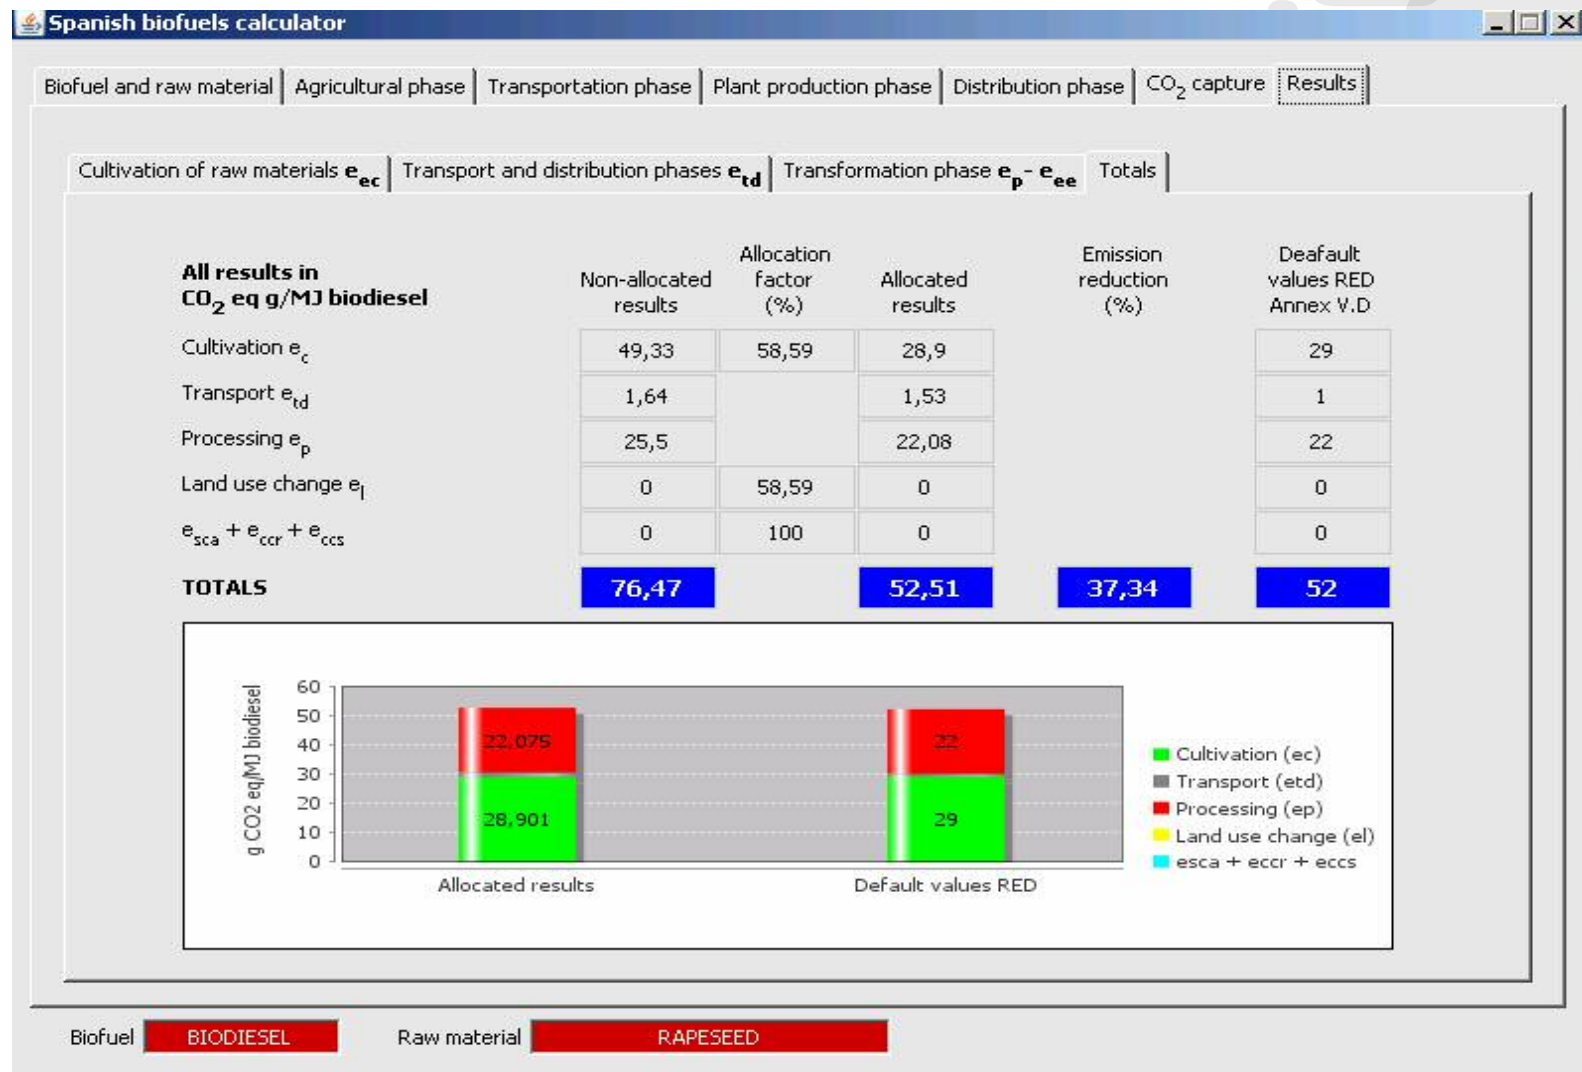 Spanish biofuels calculator
Biofuel and raw material Agricultural phase Transportation phase Plant production phase Distribution phase CO2 capture Results
Cultivation of raw materials eec Transport and distribution phases etd Transformation phase ep- eee Totals
All results in
CO2 eq g/MJ biodiesel
Non-allocated results
Allocation factor (%)
Allocated results
Emission reduction (%)
Deafault values RED Annex V.D
Cultivation ec 49,33 58,59 28,9 29
Transport etd 1,64 1,53 1
Processing ep 25,5 22,08 22
Land use change el 0 58,59 0 0
esca + eccr + eccs 0 100 0 0
TOTALS 76,47 52,51 37,34 52
g CO2 eq/MJ biodiesel
60
50
40
30
20
10
0
22,075
28,901
22
29
Allocated results Default values RED
Cultivation (ec)
Transport (etd)
Processing (ep)
Land use change (el)
esca + eccr + eccs
Biofuel BIODIESEL Raw material RAPESEED